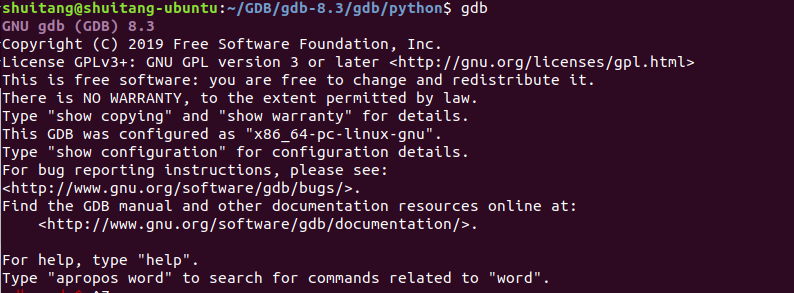 shuitang@shuitang-ubuntu:~/GDB/gdb-8.3/gdb/python$ gdb
GNU gdb (GDB) 8.3
Copyright (C) 2019 Free Software Foundation, Inc.
License GPLv3+: GNU GPL version 3 or later <http://gnu.org/licenses/gpl.html>
This is free software: you are free to change and redistribute it.
There is NO WARRANTY, to the extent permitted by law.
Type "show copying" and "show warranty" for details.
This GDB was configured as "x86_64-pc-linux-gnu".
Type "show configuration" for configuration details.
For bug reporting instructions, please see:
<http://www.gnu.org/software/gdb/bugs/>.
Find the GDB manual and other documentation resources online at:
    <http://www.gnu.org/software/gdb/documentation/>.

For help, type "help".
Type "apropos word" to search for commands related to "word".